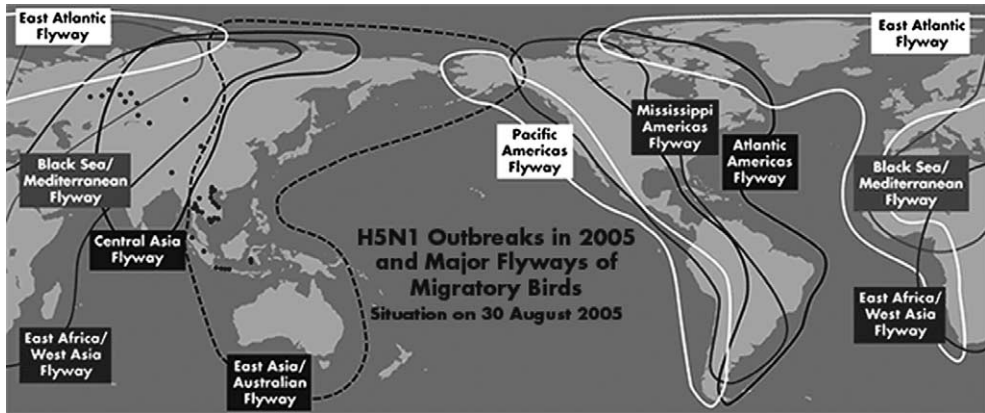 East Atlantic
Flyway
East Atlantic
Flyway
Mississippi
Americas
Flyway
Pacific
Americas
Flyway
Atlantic
Americas
Flyway
Black Sea/
Mediterranean
Flyway
Black Sea/
Mediterranean
Flyway
Central Asia
Flyway
H5N1 Outbreaks in 2005
and Major Flyways of
Migratory Birds
Situation on 30 August 2005
East Africa/
West Asia
Flyway
East Africa/
West Asia
Flyway
East Asia/
Australian
Flyway